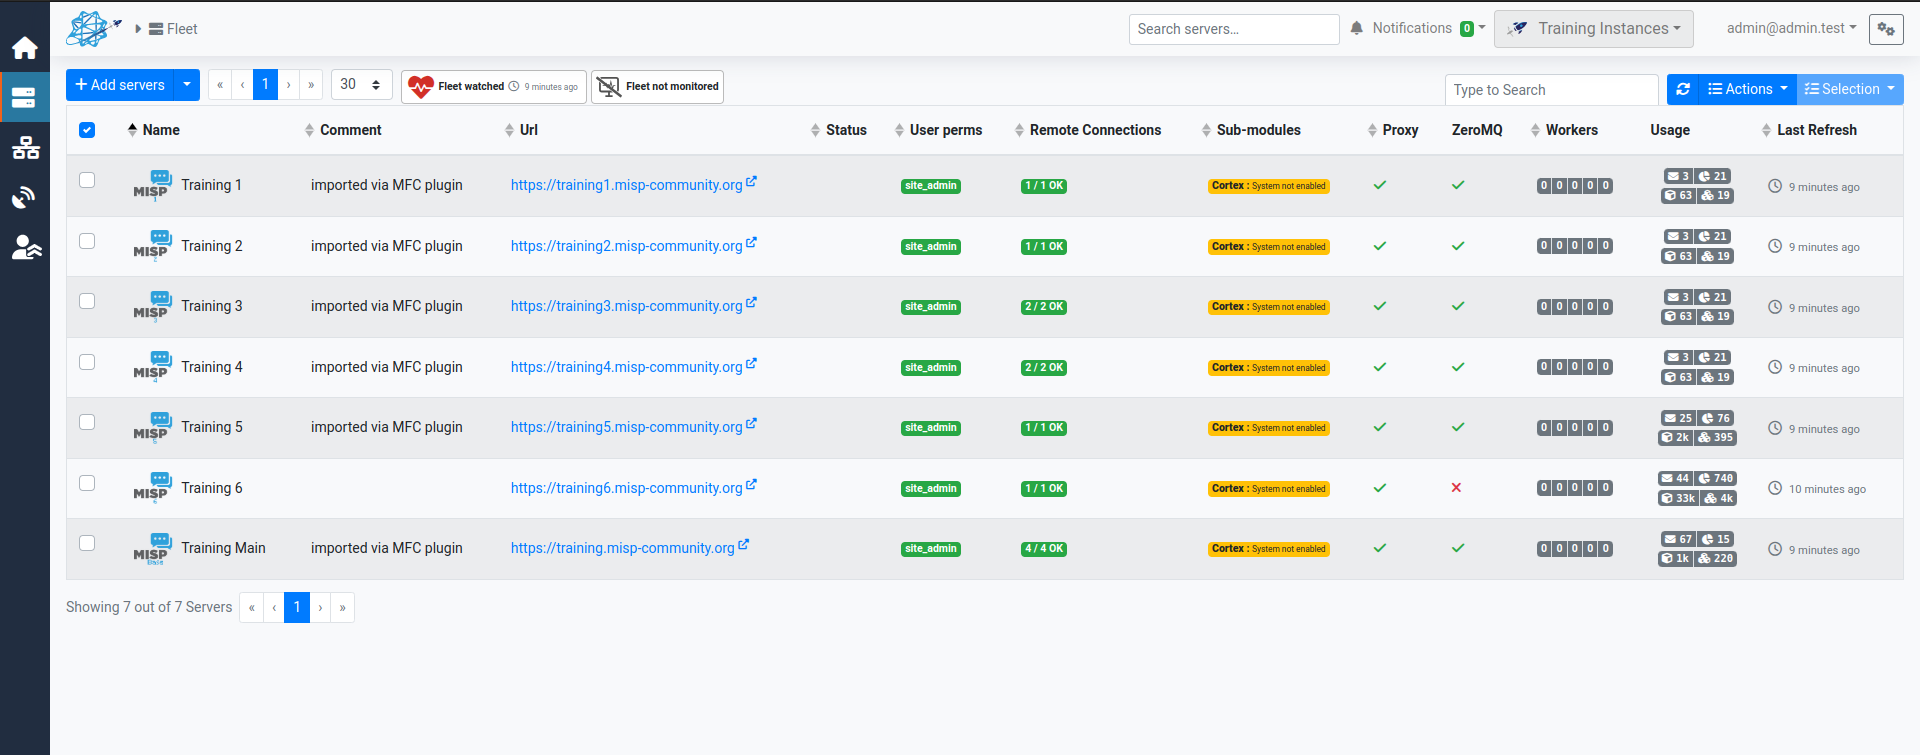 Fleet
Search servers...
Notifications 0
Training Instances
admin@admin.test
+ Add servers
« ‹ 1 › »
30
Fleet watched 9 minutes ago
Fleet not monitored
Type to Search
Actions
Selection
Name Comment Url Status User perms Remote Connections Sub-modules Proxy ZeroMQ Workers Usage Last Refresh
MISP 1 Training 1 imported via MFC plugin https://training1.misp-community.org site_admin 1 / 1 OK Cortex : System not enabled 0 0 0 0 0 3 21 63 19 9 minutes ago
MISP 2 Training 2 imported via MFC plugin https://training2.misp-community.org site_admin 1 / 1 OK Cortex : System not enabled 0 0 0 0 0 3 21 63 19 9 minutes ago
MISP 3 Training 3 imported via MFC plugin https://training3.misp-community.org site_admin 2 / 2 OK Cortex : System not enabled 0 0 0 0 0 3 21 63 19 9 minutes ago
MISP 4 Training 4 imported via MFC plugin https://training4.misp-community.org site_admin 2 / 2 OK Cortex : System not enabled 0 0 0 0 0 3 21 63 19 9 minutes ago
MISP Training 5 imported via MFC plugin https://training5.misp-community.org site_admin 1 / 1 OK Cortex : System not enabled 0 0 0 0 0 25 76 2k 395 9 minutes ago
MISP Training 6 https://training6.misp-community.org site_admin 1 / 1 OK Cortex : System not enabled 0 0 0 0 0 44 740 33k 4k 10 minutes ago
MISP Training Main imported via MFC plugin https://training.misp-community.org site_admin 4 / 4 OK Cortex : System not enabled 0 0 0 0 0 67 15 1k 220 9 minutes ago
Showing 7 out of 7 Servers « ‹ 1 › »